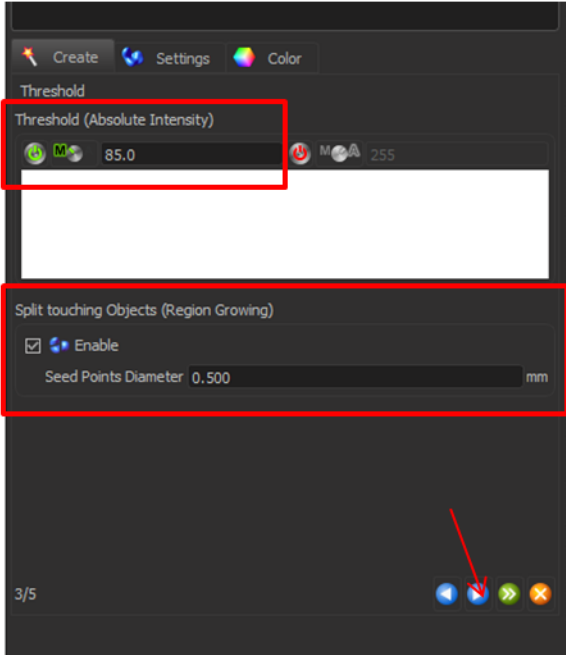 Create Settings Color
Threshold
Threshold (Absolute Intensity)
M 85.0 M A 255
Split touching Objects (Region Growing)
Enable
Seed Points Diameter 0.500 mm
3/5